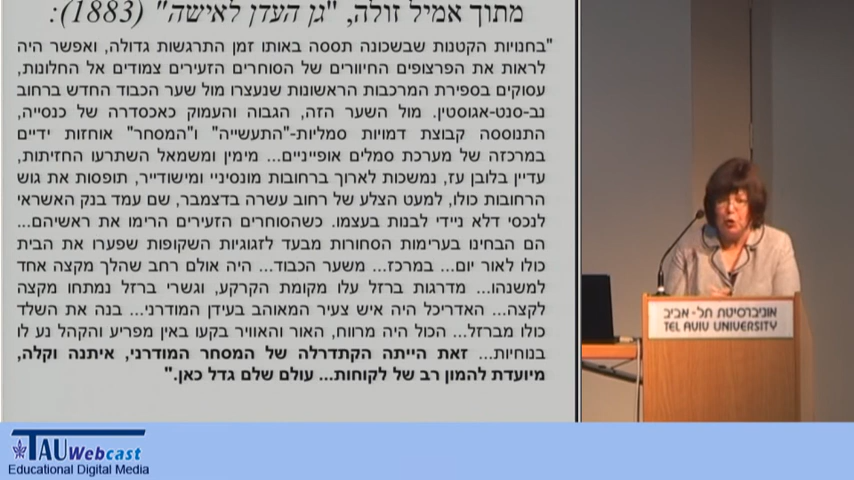 מתוך אמיל זולה, "גן העדן לאישה" (1883):
"בחנויות הקטנות שבשכונה תססה באותו זמן התרגשות גדולה, ואפשר היה
לראות את הפרצופים החיוורים של הסוחרים הזעירים צמודים אל החלונות,
עסוקים בספירת המרכבות הראשונות שנעצרו מול שער הכבוד החדש ברחוב
נב-סנט-אגוסטין. מול השער הזה, הגבוה והעמוק כאכסדרה של כנסייה,
התנוססה קבוצת דמויות סמליות-"התעשייה" ו"המסחר" אוחזות ידיים
במרכזה של מערכת סמלים אופייניים... מימין ומשמאל השתרעו החזיתות,
עדיין בלובן עז, נמשכות לארוך ברחובות מונסיניי ומישודייר, תופסות את גוש
הרחובות כולו, למעט הצלע של רחוב עשרה בדצמבר, שם עמד בנק האשראי
לנכסי דלא ניידי לבנות בעצמו. כשהסוחרים הזעירים הרימו את ראשיהם...
הם הבחינו בערימות הסחורות מבעד לזגוגיות השקופות שפערו את הבית
כולו לאור יום... במרכז... משער הכבוד... היה אולם רחב שהלך מקצה אחד
למשנהו... מדרגות ברזל עלו מקומת הקרקע, וגשרי ברזל נמתחו מקצה
לקצה... האדריכל היה איש צעיר המאוהב בעידן המודרני... בנה את השלד
כולו מברזל... הכול היה מרווח, האור והאוויר בקעו באין מפריע והקהל נע לו
בנוחיות... זאת הייתה הקתדרלה של המסחר המודרני, איתנה וקלה,
מיועדת להמון רב של לקוחות... עולם שלם גדל כאן."
אוניברסיטת תל-אביב
TEL AVIV UNIVERSITY
TAU Webcast
Educational Digital Media